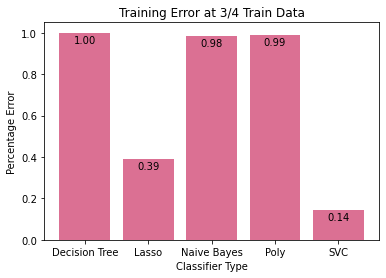 Training Error at 3/4 Train Data
1.0
0.8
0.6
0.4
0.2
0.0
Percentage Error
1.00
0.39
0.98
0.99
0.14
Decision Tree Lasso Naive Bayes Poly SVC
Classifier Type